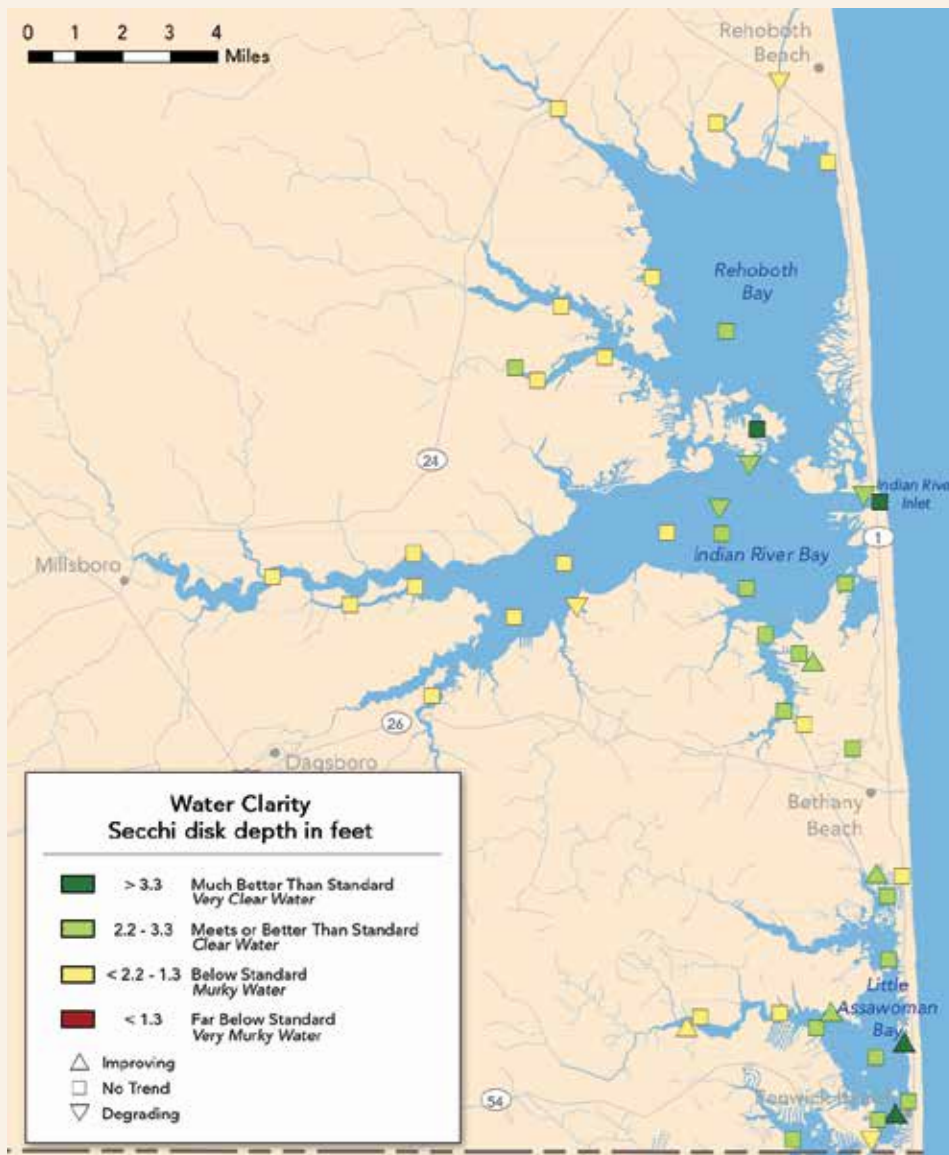 0 1 2 3 4
Miles
Rehoboth
Beach
Rehoboth
Bay
24
Indian River
Inlet
1
Indian River Bay
Millsboro
26
Dagsboro
Bethany
Beach
Little
Assawoman
Bay
54
Water Clarity
Secchi disk depth in feet
> 3.3 Much Better Than Standard
Very Clear Water
2.2 - 3.3 Meets or Better Than Standard
Clear Water
< 2.2 - 1.3 Below Standard
Murky Water
< 1.3 Far Below Standard
Very Murky Water
Improving
No Trend
Degrading